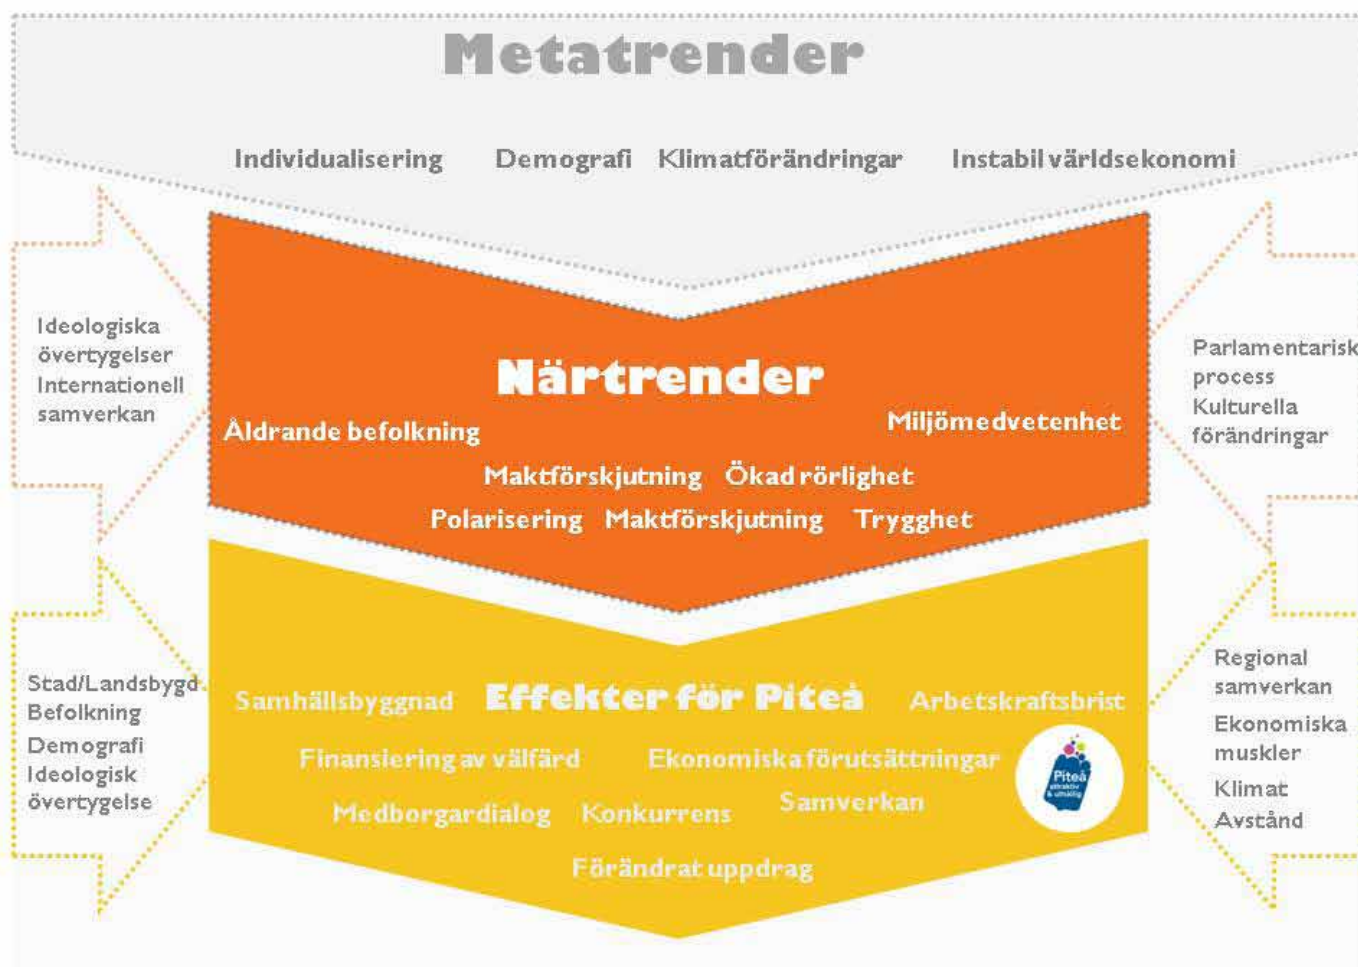 Metatrender
Individualisering Demografi Klimatförändringar Instabil världsekonomi
Ideologiska
övertygelser
Internationell
samverkan
Närtrender
Åldrande befolkning
Miljömedvetenhet
Maktförskjutning Ökad rörlighet
Polarisering Maktförskjutning Trygghet
Parlamentarisk
process
Kulturella
förändringar
Stad/Landsbygd
Befolkning
Demografi
Ideologisk
övertygelse
Samhällsbyggnad Effekter för Piteå Arbetskraftsbrist
Finansiering av välfärd Ekonomiska förutsättningar
Medborgardialog Konkurrens Samverkan
Förändrat uppdrag
Piteå
attraktiv
& uthållig
Regional
samverkan
Ekonomiska
muskler
Klimat
Avstånd